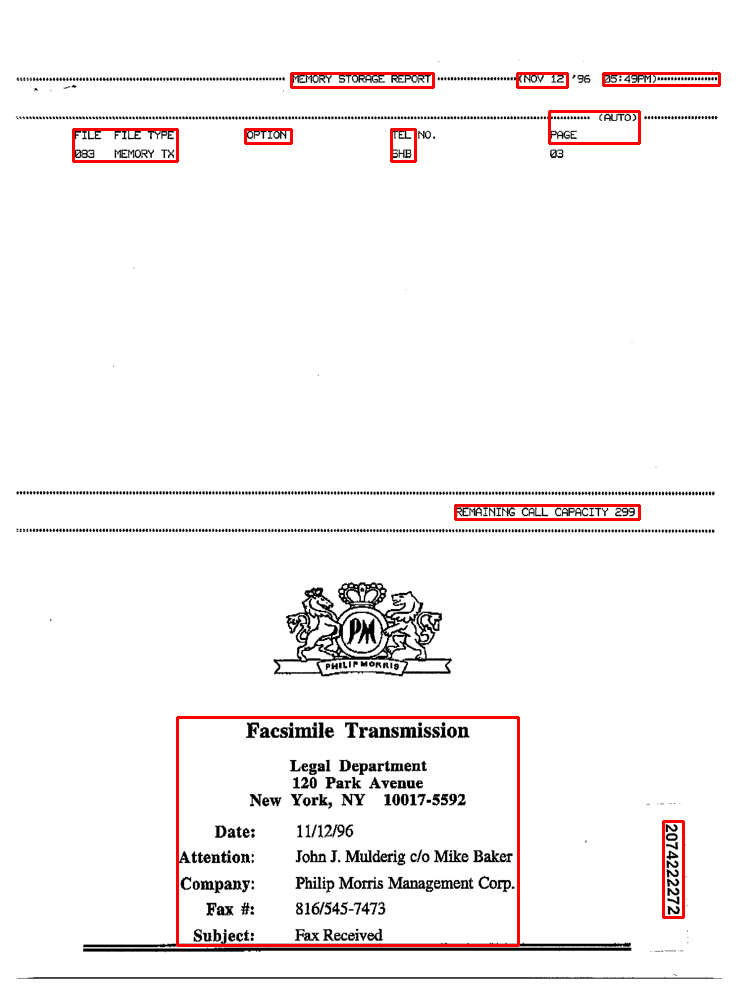 MEMORY STORAGE REPORT (NOV 12 '96 05:49PM)
(AUTO)
FILE FILE TYPE OPTION TEL NO. PAGE
083 MEMORY TX SHB 03
REMAINING CALL CAPACITY 299
PM
PHILIP MORRIS
Facsimile Transmission
Legal Department
120 Park Avenue
New York, NY 10017-5592
Date: 11/12/96
Attention: John J. Mulderig c/o Mike Baker
Company: Philip Morris Management Corp.
Fax #: 816/545-7473
Subject: Fax Received
2074222272